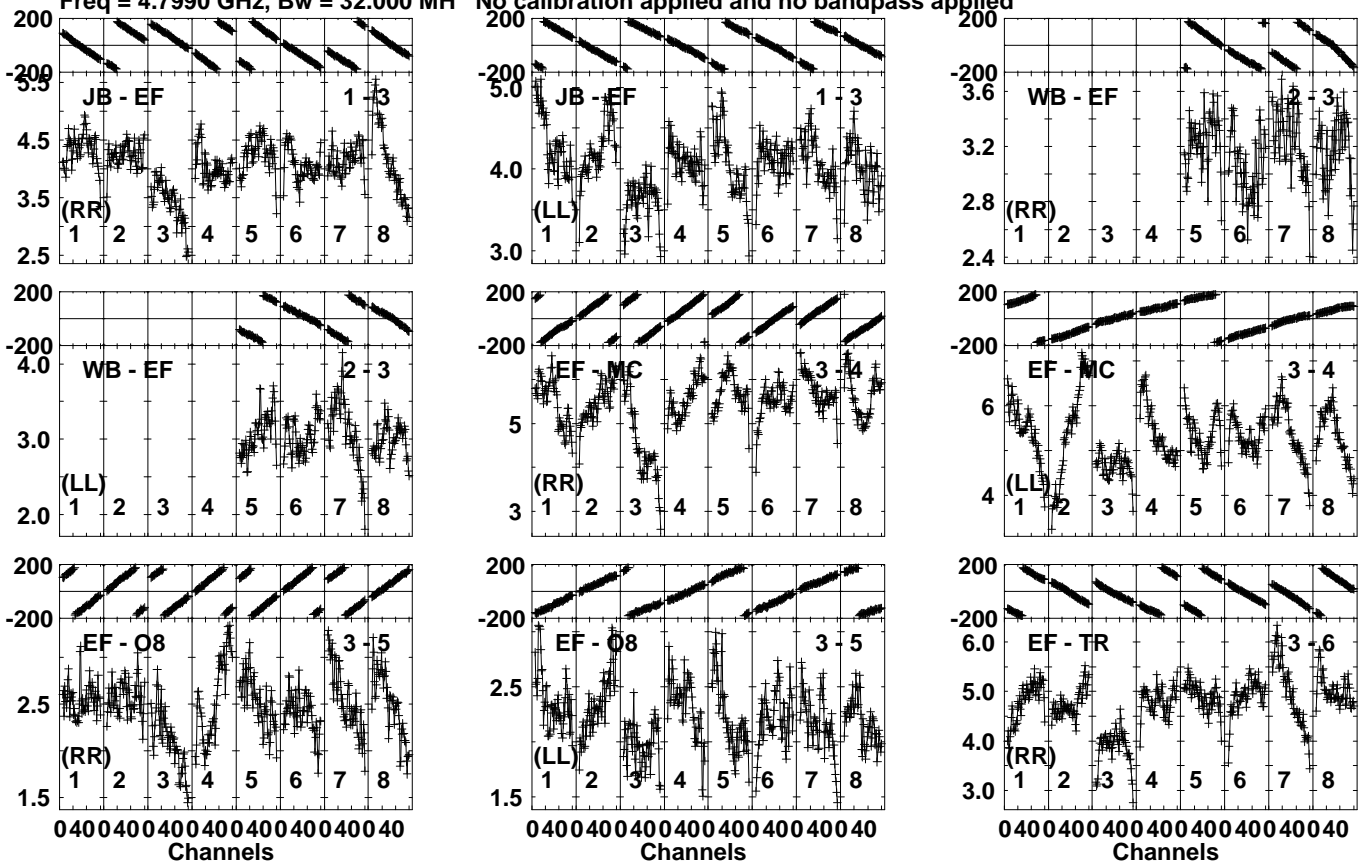 Freq = 4.7990 GHz, Bw = 32.000 MH No calibration applied and no bandpass applied
200 200 200
-200 -200 -200
5.5 5.0 3.6
JB - EF 1 - 3 JB - EF 1 - 3 WB - EF 2 - 3
4.5 4.0 3.2
3.5 2.8
(RR) (LL) (RR)
1 2 3 4 5 6 7 8 1 2 3 4 5 6 7 8 1 2 3 4 5 6 7 8
2.5 3.0 2.4
200 200 200
-200 -200 -200
4.0
WB - EF 2 - 3 EF - MC 3 - 4 EF - MC 3 - 4
3.0 5 6
(LL) (RR) (LL)
1 2 3 4 5 6 7 8 1 2 3 4 5 6 7 8 1 2 3 4 5 6 7 8
2.0 3 4
200 200 200
-200 -200 -200
EF - O8 3 - 5 EF - O8 3 - 5 EF - TR 3 - 6
6.0
2.5 2.5 5.0
4.0
(RR) (LL) (RR)
1 2 3 4 5 6 7 8 1 2 3 4 5 6 7 8 1 2 3 4 5 6 7 8
1.5 1.5 3.0
0 40 0 40 0 40 0 40 0 40 0 40 0 40 0 40 0 40 0 40 0 40 0 40 0 40 0 40 0 40 0 40 0 40 0 40 0 40 0 40 0 40 0 40 0 40 0 40
Channels Channels Channels